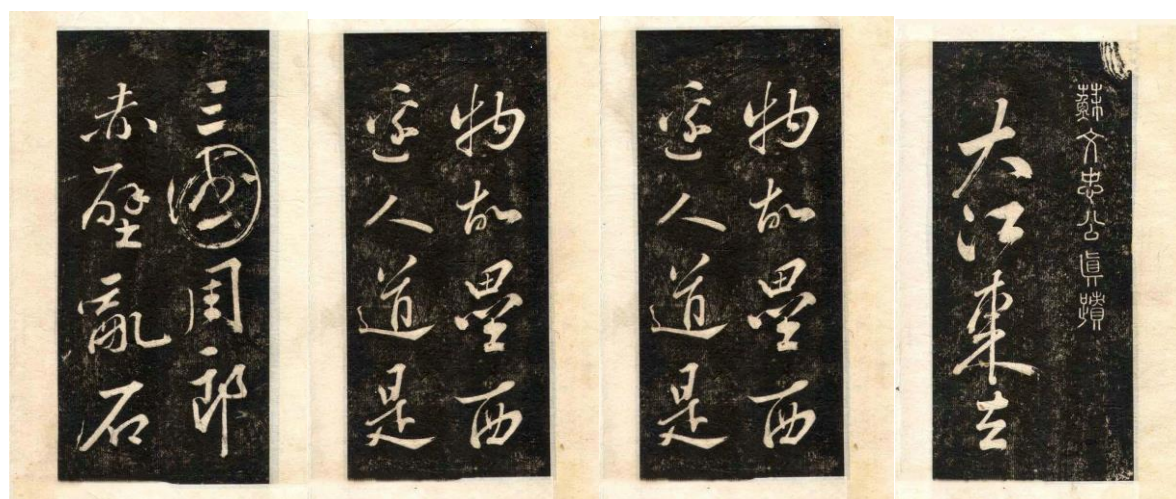 蘇文忠公真蹟
大江東去
物故壘西
邊人道是
物故壘西
邊人道是
三國周郎
赤壁亂石